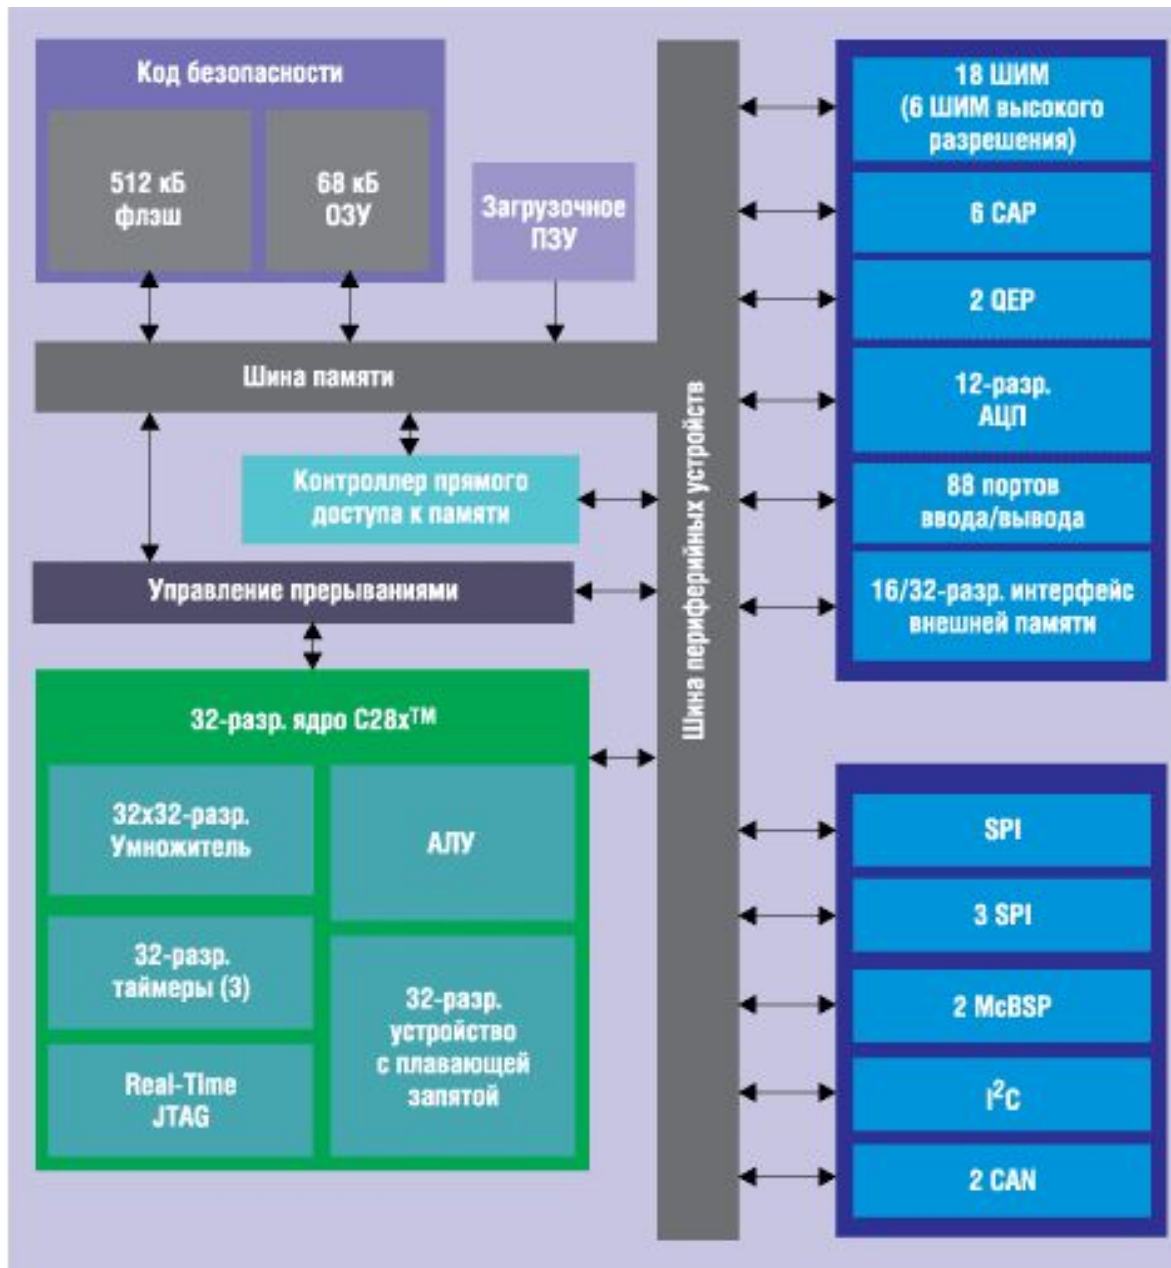 Код безопасности
512 кБ
флэш
68 кБ
ОЗУ
Загрузочное
ПЗУ
Шина памяти
Контроллер прямого
доступа к памяти
Управление прерываниями
32-разр. ядро C28x™
32x32-разр.
Умножитель
АЛУ
32-разр.
таймеры (3)
32-разр.
устройство
с плавающей
запятой
Real-Time
JTAG
Шина периферийных устройств
18 ШИМ
(6 ШИМ высокого
разрешения)
6 CAP
2 QEP
12-разр.
АЦП
88 портов
ввода/вывода
16/32-разр. интерфейс
внешней памяти
SPI
3 SPI
2 McBSP
I²C
2 CAN